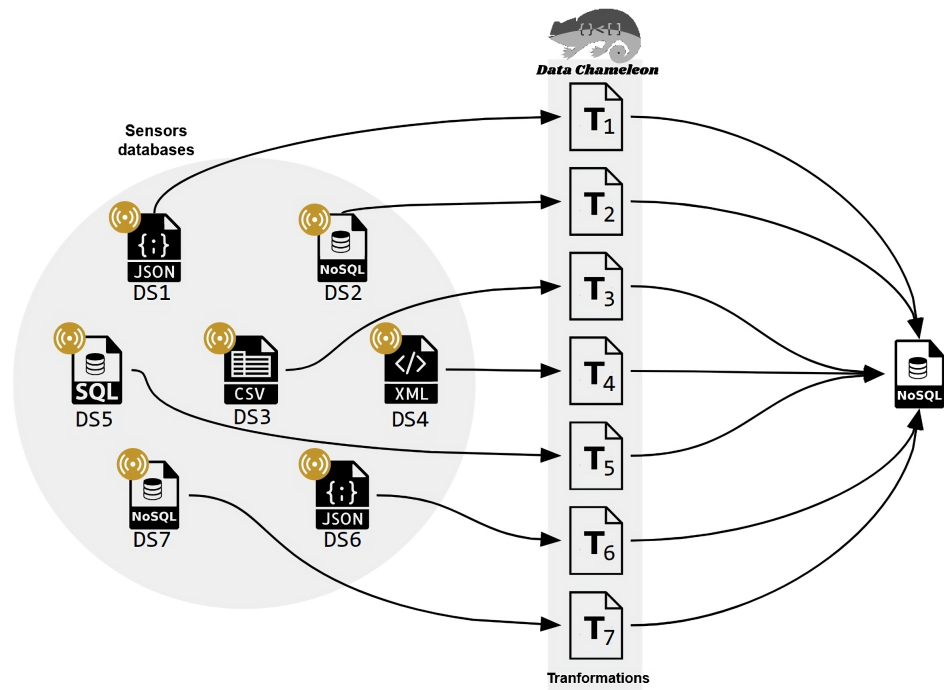 { } < [ ]
Data Chameleon
Sensors
databases
T1
T2
T3
T4
T5
T6
T7
{;}
JSON
DS1
NoSQL
DS2
SQL
DS5
CSV
DS3
</>
XML
DS4
NoSQL
DS7
{;}
JSON
DS6
NoSQL
Tranformations